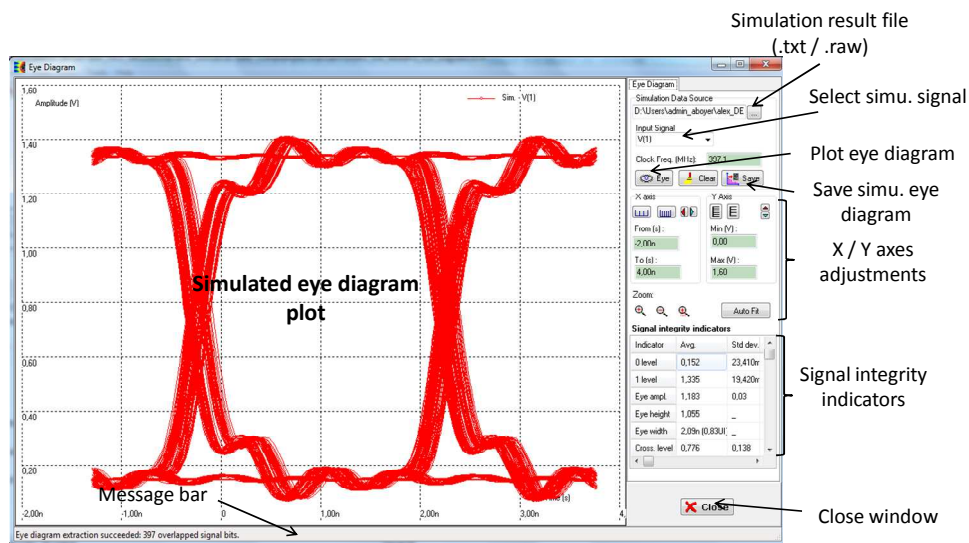 Simulation result file
(.txt / .raw)
Select simu. signal
Plot eye diagram
Save simu. eye
diagram
X / Y axes
adjustments
Signal integrity
indicators
Close window
Eye Diagram
1,60
Amplitude (V)
Sim. - V(1)
1,40
1,20
1,00
0,80
0,60
0,40
0,20
Simulated eye diagram
plot
Message bar
-2,00n
-1,00n
0,00
1,00n
2,00n
3,00n
4,
Eye diagram extraction succeeded: 397 overlapped signal bits.
Eye Diagram
Simulation Data Source
D:\Users\admin_aboyer\alex_DE
...
Input Signal
V(1)
Clock Freq. (MHz): 397,1
Eye
Clear
Save
X axis
Y Axis
From (s) :
Min (V) :
-2,00n
0,00
To (s) :
Max (V) :
4,00n
1,60
Zoom:
Auto Fit
Signal integrity indicators
Indicator Avg. Std dev.
0 level 0,152 23,410m
1 level 1,335 19,420m
Eye ampl. 1,183 0,03
Eye height 1,055 _
Eye width 2,09n (0,83UI) _
Cross. level 0,776 0,138
Close